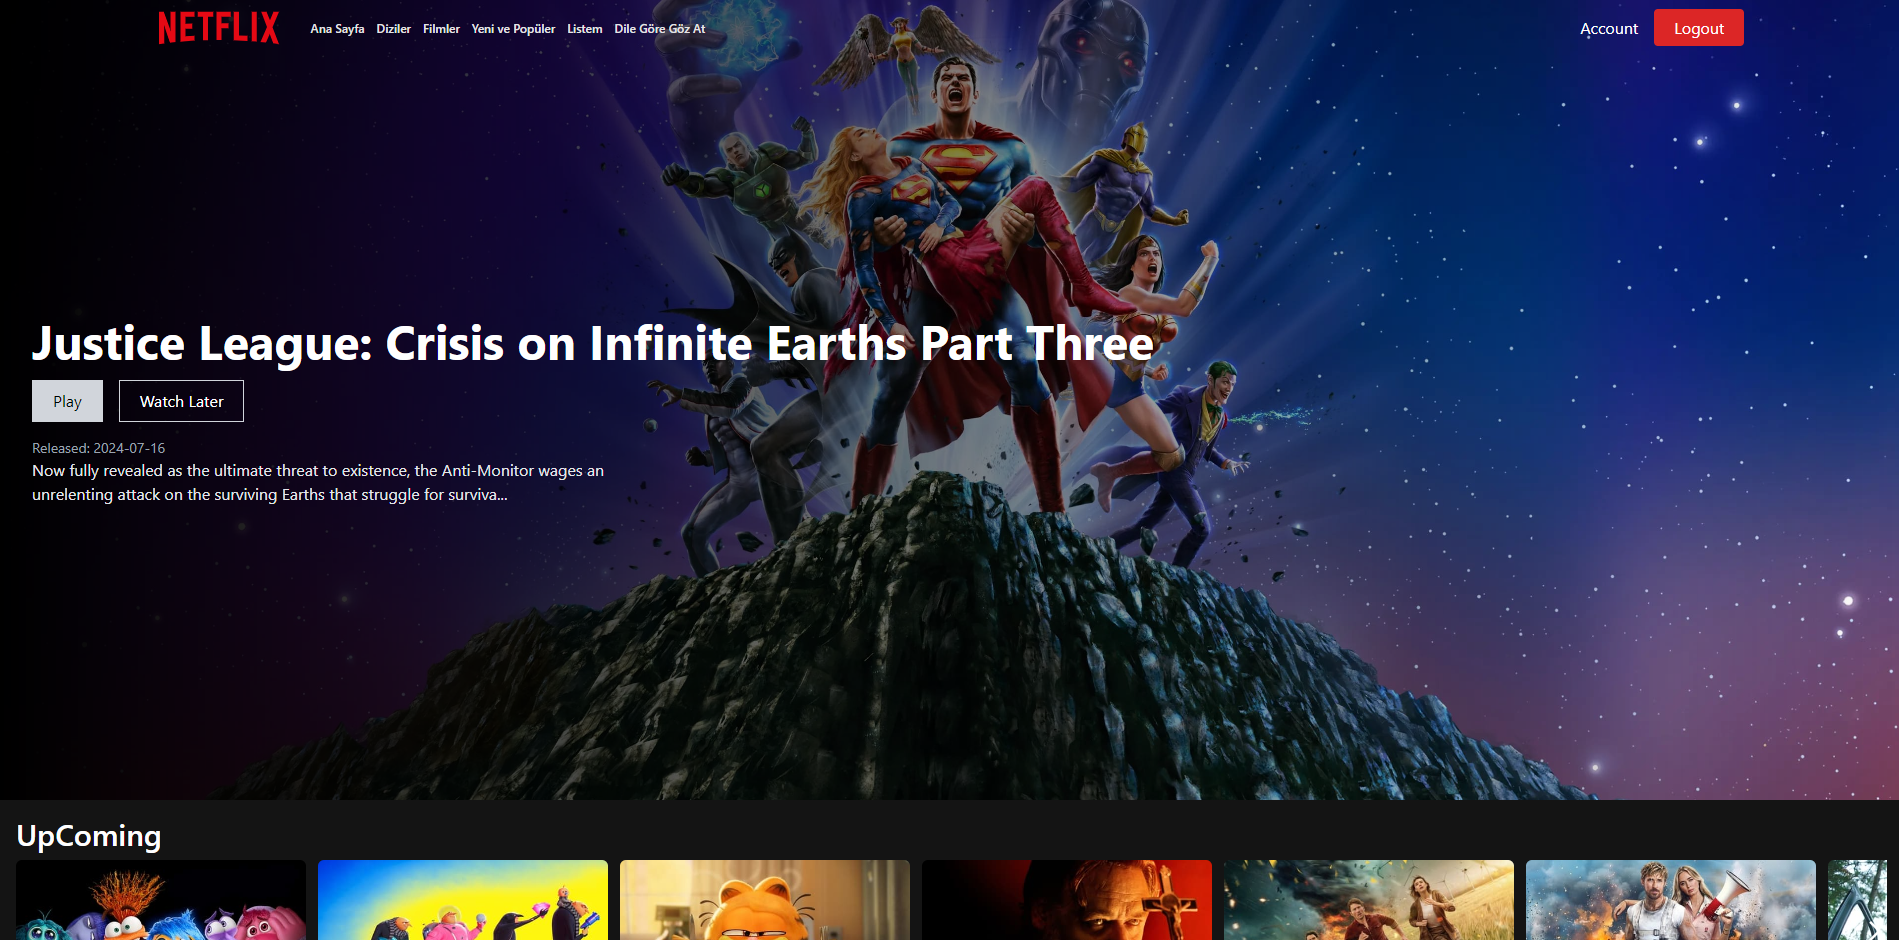 NETFLIX
Ana Sayfa Diziler Filmler Yeni ve Popüler Listem Dile Göre Göz At
Account Logout
Justice League: Crisis on Infinite Earths Part Three
Play Watch Later
Released: 2024-07-16
Now fully revealed as the ultimate threat to existence, the Anti-Monitor wages an
unrelenting attack on the surviving Earths that struggle for surviva...
UpComing